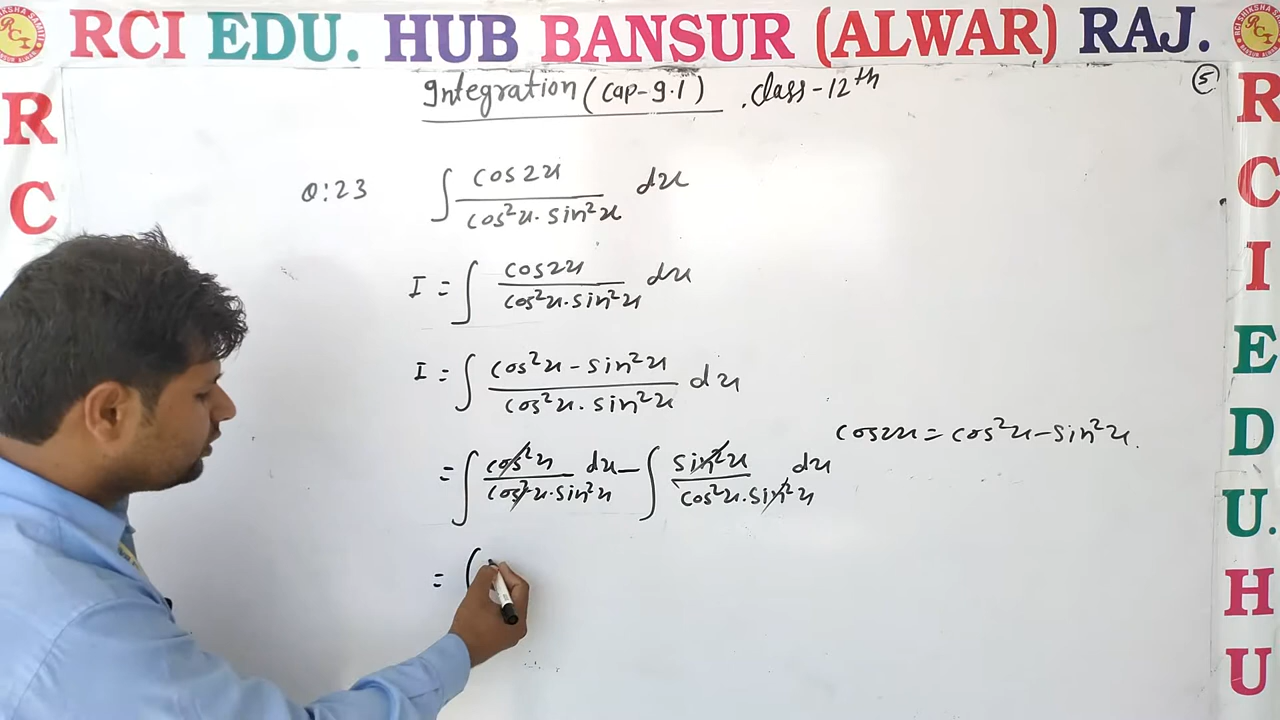 RCI EDU. HUB BANSUR (ALWAR) RAJ.
Integration (Cap-9.1) . Class-12th
5
Q:23 ∫ cos2x / cos²x. sin²x dx
I = ∫ cos2x / cos²x.sin²x dx
I = ∫ cos²x - sin²x / cos²x. sin²x dx
cos2x = cos²x - sin²x.
= ∫ cos²x / cos²x.sin²x dx - ∫ sin²x / cos²x.sin²x dx
= ∫
R
C
R
C
I
E
D
U.
H
U